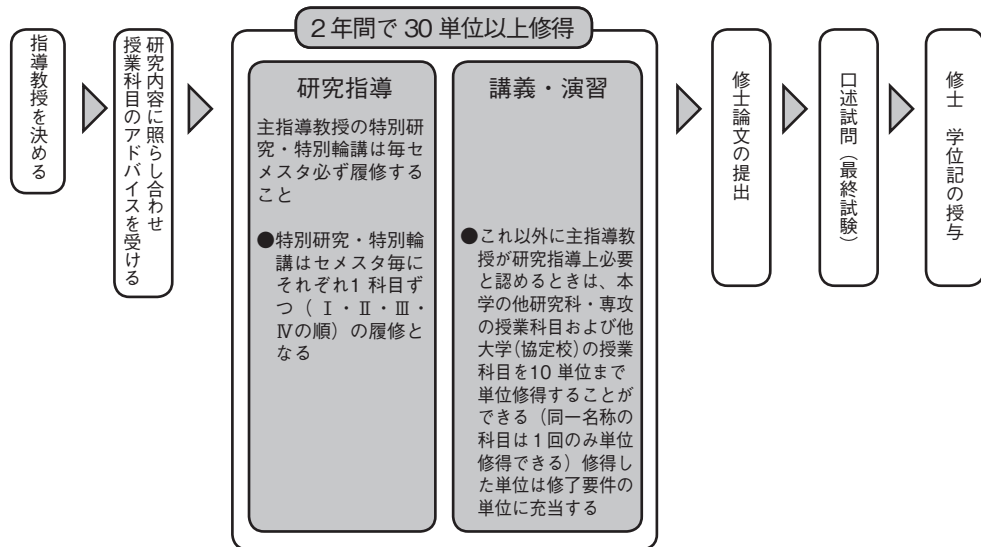 指導教授を決める
研究内容に照らし合わせ
授業科目のアドバイスを受ける
2年間で 30 単位以上修得
研究指導
主指導教授の特別研
究・特別輪講は毎セ
メスタ必ず履修する
こと
●特別研究・特別輪
講はセメスタ毎に
それぞれ1 科目ず
つ（ Ⅰ・Ⅱ・Ⅲ・
Ⅳの順）の履修と
なる
講義・演習
●これ以外に主指導教
授が研究指導上必要
と認めるときは、本
学の他研究科・専攻
の授業科目および他
大学(協定校)の授業
科目を10 単位まで
単位修得することが
できる（同一名称の
科目は１回のみ単位
修得できる）修得し
た単位は修了要件の
単位に充当する
修士論文の提出
口述試問（最終試験）
修士　学位記の授与